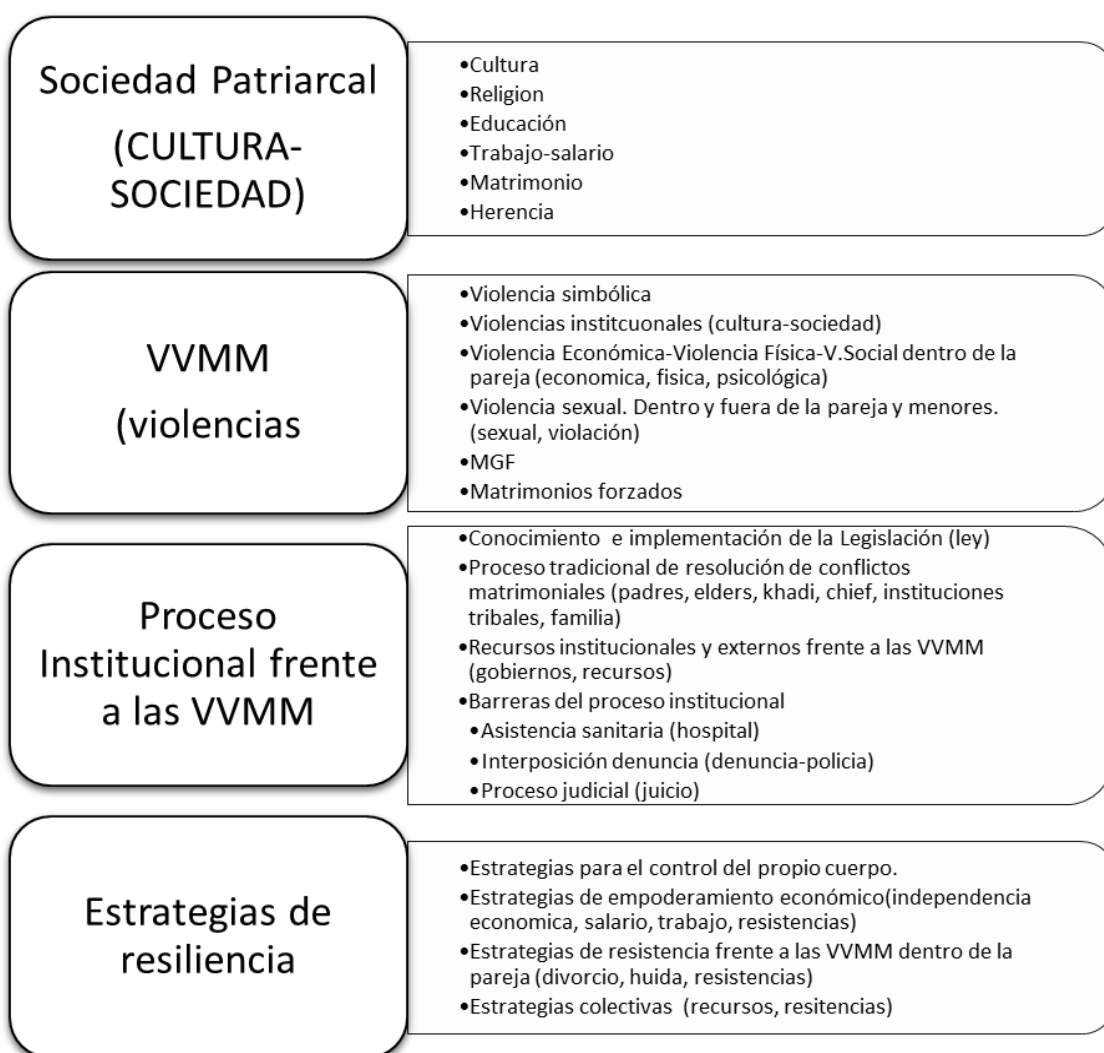 Sociedad Patriarcal
(CULTURA-
SOCIEDAD)
•Cultura
•Religion
•Educación
•Trabajo-salario
•Matrimonio
•Herencia
VVMM
(violencias
•Violencia simbólica
•Violencias institcuonales (cultura-sociedad)
•Violencia Económica-Violencia Física-V.Social dentro de la
pareja (economica, fisica, psicológica)
•Violencia sexual. Dentro y fuera de la pareja y menores.
(sexual, violación)
•MGF
•Matrimonios forzados
Proceso
Institucional frente
a las VVMM
•Conocimiento e implementación de la Legislación (ley)
•Proceso tradicional de resolución de conflictos
matrimoniales (padres, elders, khadi, chief, instituciones
tribales, familia)
•Recursos institucionales y externos frente a las VVMM
(gobiernos, recursos)
•Barreras del proceso institucional
•Asistencia sanitaria (hospital)
•Interposición denuncia (denuncia-policia)
•Proceso judicial (juicio)
Estrategias de
resiliencia
•Estrategias para el control del propio cuerpo.
•Estrategias de empoderamiento económico(independencia
economica, salario, trabajo, resistencias)
•Estrategias de resistencia frente a las VVMM dentro de la
pareja (divorcio, huida, resistencias)
•Estrategias colectivas (recursos, resitencias)